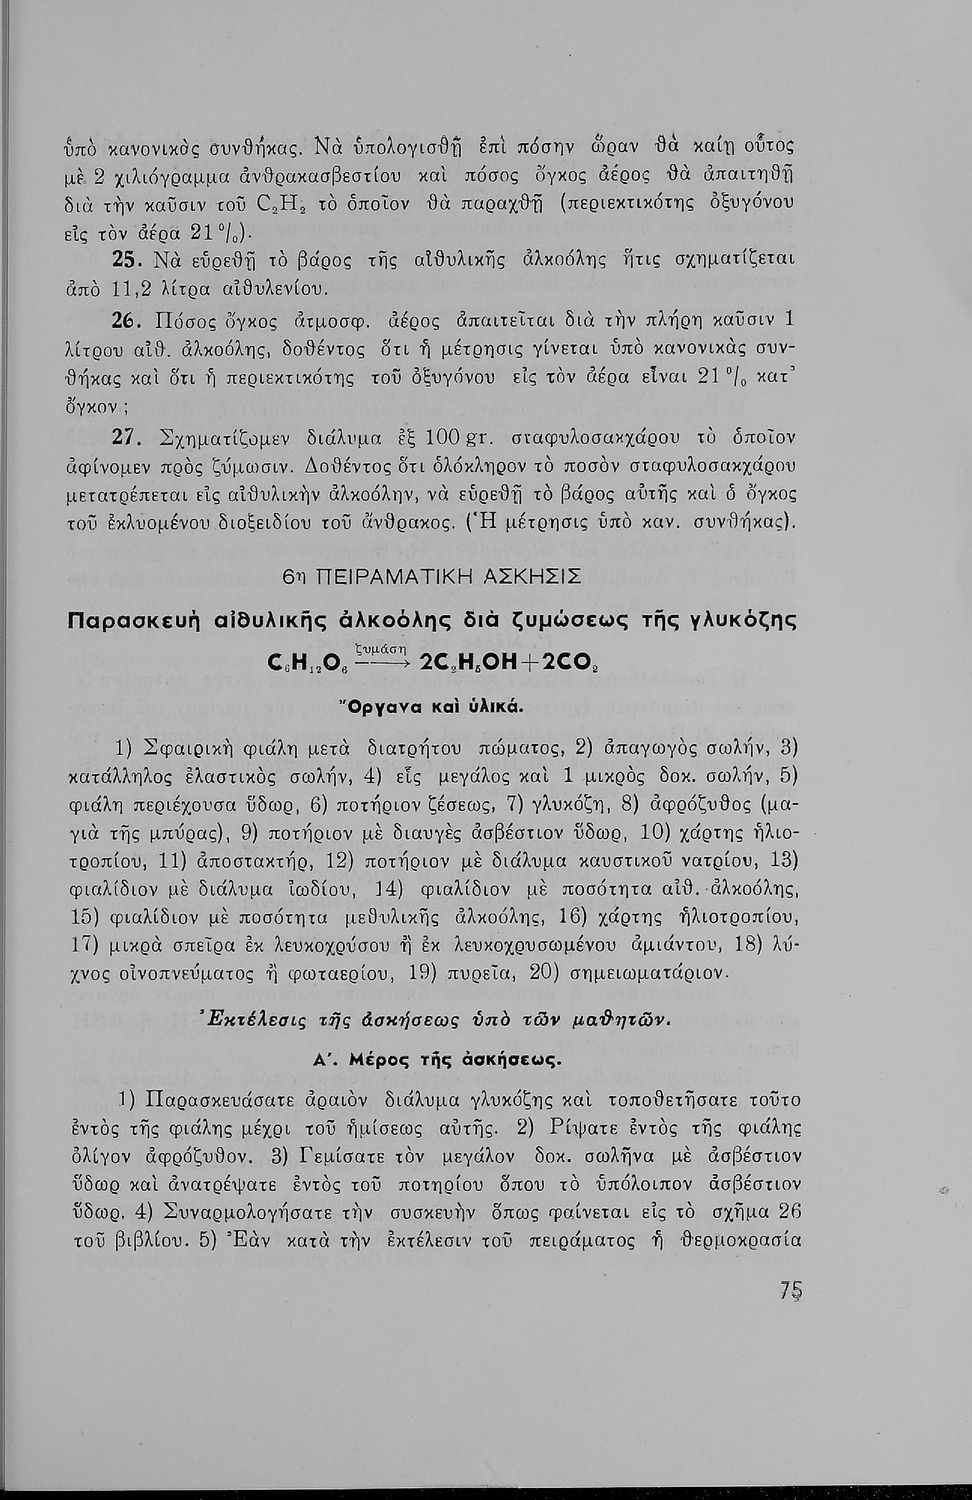 ὑπὸ κανονικὰς συνθήκας. Νὰ ὑπολογισθῇ ἐπὶ πόσην ὥραν θὰ καίῃ οὗτος
μὲ 2 χιλιόγραμμα ἀνθρακασβεστίου καὶ πόσος ὄγκος ἀέρος θὰ ἀπαιτηθῇ
διὰ τὴν καῦσιν τοῦ C₂H₂ τὸ ὁποῖον θὰ παραχθῇ (περιεκτικότης ὀξυγόνου
εἰς τὸν ἀέρα 21 °/₀).
25. Νὰ εὑρεθῇ τὸ βάρος τῆς αἰθυλικῆς ἀλκοόλης ἥτις σχηματίζεται
ἀπὸ 11,2 λίτρα αἰθυλενίου.
26. Πόσος ὄγκος ἀτμοσφ. ἀέρος ἀπαιτεῖται διὰ τὴν πλήρη καῦσιν 1
λίτρου αἰθ. ἀλκοόλης, δοθέντος ὅτι ἡ μέτρησις γίνεται ὑπὸ κανονικὰς συν-
θήκας καὶ ὅτι ἡ περιεκτικότης τοῦ ὀξυγόνου εἰς τὸν ἀέρα εἶναι 21 °/₀ κατ᾽
ὄγκον ;
27. Σχηματίζομεν διάλυμα ἐξ 100 gr. σταφυλοσακχάρου τὸ ὁποῖον
ἀφίνομεν πρὸς ζύμωσιν. Δοθέντος ὅτι ὁλόκληρον τὸ ποσὸν σταφυλοσακχάρου
μετατρέπεται εἰς αἰθυλικὴν ἀλκοόλην, νὰ εὑρεθῇ τὸ βάρος αὐτῆς καὶ ὁ ὄγκος
τοῦ ἐκλυομένου διοξειδίου τοῦ ἄνθρακος. (Ἡ μέτρησις ὑπὸ καν. συνθήκας).
6η ΠΕΙΡΑΜΑΤΙΚΗ ΑΣΚΗΣΙΣ
Παρασκευὴ αἰθυλικῆς ἀλκοόλης διὰ ζυμώσεως τῆς γλυκόζης
C₆H₁₂O₆ —ζυμάση→ 2C₂H₅OH+2CO₂
Ὄργανα καὶ ὑλικά.
1) Σφαιρικὴ φιάλη μετὰ διατρήτου πώματος, 2) ἀπαγωγὸς σωλήν, 3)
κατάλληλος ἐλαστικὸς σωλήν, 4) εἷς μεγάλος καὶ 1 μικρὸς δοκ. σωλήν, 5)
φιάλη περιέχουσα ὕδωρ, 6) ποτήριον ζέσεως, 7) γλυκόζη, 8) ἀφρόζυθος (μα-
γιὰ τῆς μπύρας), 9) ποτήριον μὲ διαυγὲς ἀσβέστιον ὕδωρ, 10) χάρτης ἡλιο-
τροπίου, 11) ἀποστακτήρ, 12) ποτήριον μὲ διάλυμα καυστικοῦ νατρίου, 13)
φιαλίδιον μὲ διάλυμα ἰωδίου, 14) φιαλίδιον μὲ ποσότητα αἰθ. ἀλκοόλης,
15) φιαλίδιον μὲ ποσότητα μεθυλικῆς ἀλκοόλης, 16) χάρτης ἡλιοτροπίου,
17) μικρὰ σπεῖρα ἐκ λευκοχρύσου ἢ ἐκ λευκοχρυσωμένου ἀμιάντου, 18) λύ-
χνος οἰνοπνεύματος ἢ φωταερίου, 19) πυρεῖα, 20) σημειωματάριον.
Ἐκτέλεσις τῆς ἀσκήσεως ὑπὸ τῶν μαθητῶν.
Α΄. Μέρος τῆς ἀσκήσεως.
1) Παρασκευάσατε ἀραιὸν διάλυμα γλυκόζης καὶ τοποθετήσατε τοῦτο
ἐντὸς τῆς φιάλης μέχρι τοῦ ἡμίσεως αὐτῆς. 2) Ρίψατε ἐντὸς τῆς φιάλης
ὀλίγον ἀφρόζυθον. 3) Γεμίσατε τὸν μεγάλον δοκ. σωλῆνα μὲ ἀσβέστιον
ὕδωρ καὶ ἀνατρέψατε ἐντὸς τοῦ ποτηρίου ὅπου τὸ ὑπόλοιπον ἀσβέστιον
ὕδωρ. 4) Συναρμολογήσατε τὴν συσκευὴν ὅπως φαίνεται εἰς τὸ σχῆμα 26
τοῦ βιβλίου. 5) Ἐὰν κατὰ τὴν ἐκτέλεσιν τοῦ πειράματος ἡ θερμοκρασία
75